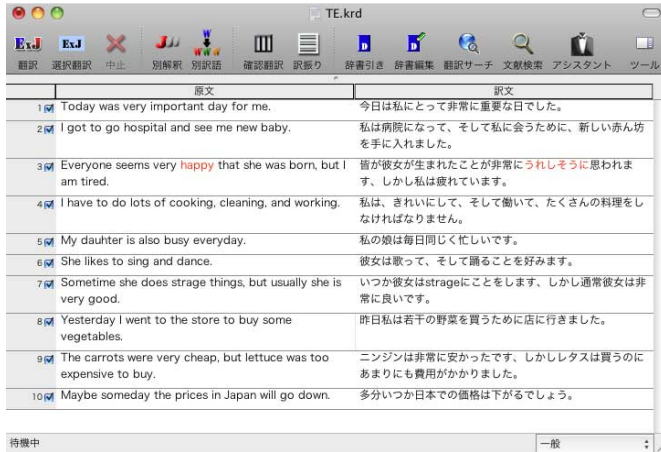 TE.krd
ExJ ExJ
翻訳 選択翻訳 中止 別解釈 別訳語 確認翻訳 訳振り 辞書引き 辞書編集 翻訳サーチ 文献検索 アシスタント ツール
原文 訳文
1 Today was very important day for me. 今日は私にとって非常に重要な日でした。
2 I got to go hospital and see me new baby. 私は病院になって、そして私に会うために、新しい赤ん坊
を手に入れました。
3 Everyone seems very happy that she was born, but I 皆が彼女が生まれたことが非常にうれしそうに思われま
am tired. す、しかし私は疲れています。
4 I have to do lots of cooking, cleaning, and working. 私は、きれいにして、そして働いて、たくさんの料理をし
なければなりません。
5 My dauhter is also busy everyday. 私の娘は毎日同じく忙しいです。
6 She likes to sing and dance. 彼女は歌って、そして踊ることを好みます。
7 Sometime she does strage things, but usually she is いつか彼女はstrageにことをします、しかし通常彼女は非
very good. 常に良いです。
8 Yesterday I went to the store to buy some 昨日私は若干の野菜を買うために店に行きました。
vegetables.
9 The carrots were very cheap, but lettuce was too ニンジンは非常に安かったです、しかしレタスは買うのに
expensive to buy. あまりにも費用がかかりました。
10 Maybe someday the prices in Japan will go down. 多分いつか日本での価格は下がるでしょう。
待機中 一般